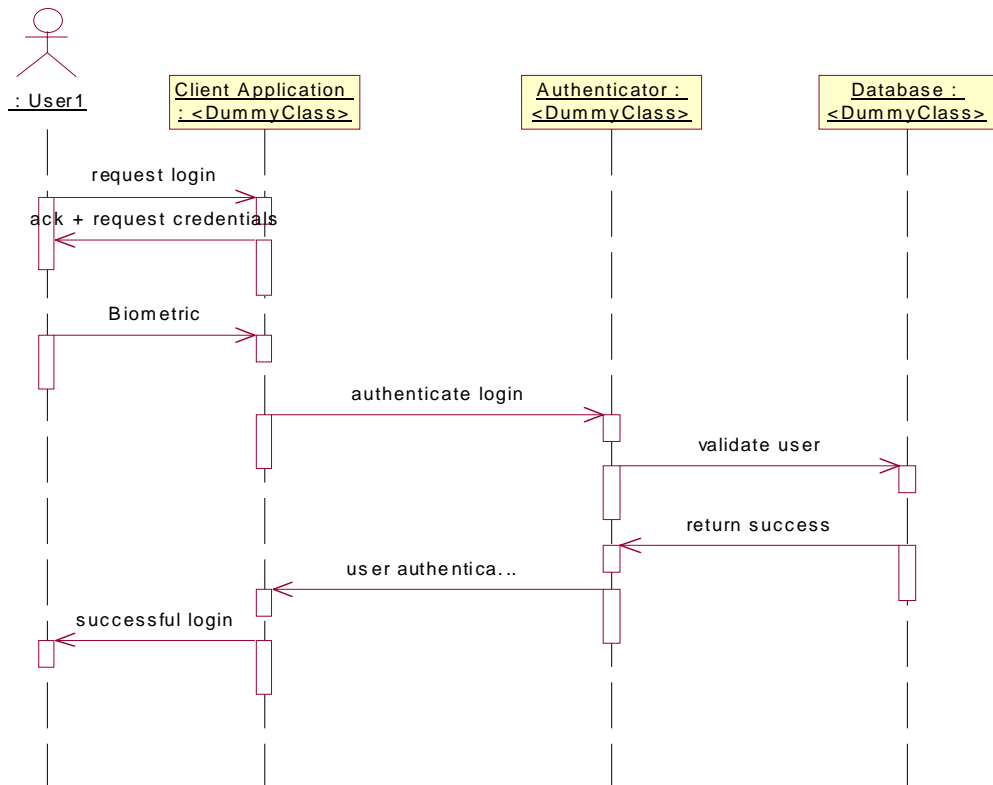 : User1
Client Application
: <DummyClass>
Authenticator :
<DummyClass>
Database :
<DummyClass>
request login
ack + request credentials
Biometric
authenticate login
validate user
return success
user authentica...
successful login